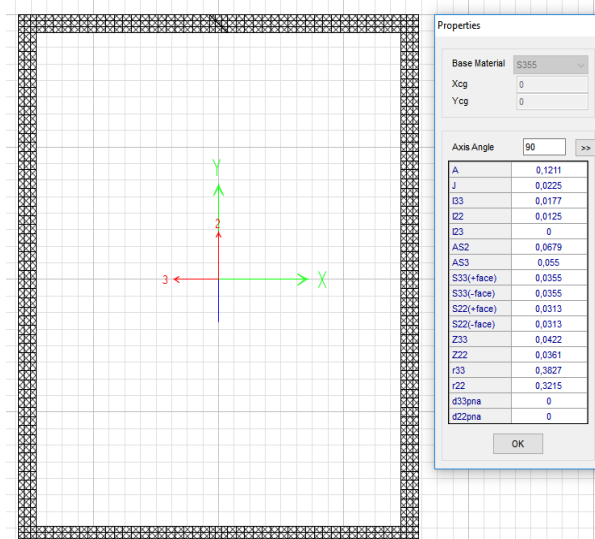 Properties
Base Material S355
Xcg 0
Ycg 0
Axis Angle 90 >>
A 0,1211
J 0,0225
I33 0,0177
I22 0,0125
I23 0
AS2 0,0679
AS3 0,055
S33(+face) 0,0355
S33(-face) 0,0355
S22(+face) 0,0313
S22(-face) 0,0313
Z33 0,0422
Z22 0,0361
r33 0,3827
r22 0,3215
d33pna 0
d22pna 0
OK
Y
2
3 X